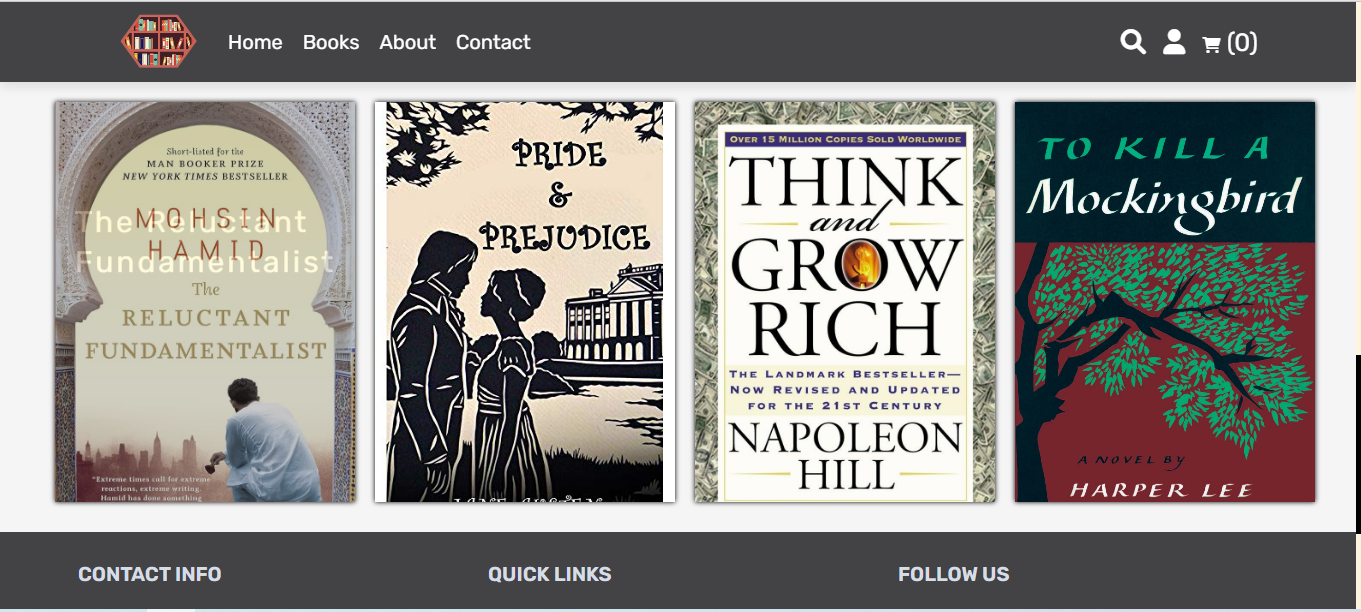 Home Books About Contact
(0)
Short-listed for the
MAN BOOKER PRIZE
NEW YORK TIMES BESTSELLER
MOHSIN
HAMID
The Reluctant
Fundamentalist
The
RELUCTANT
FUNDAMENTALIST
"Extreme times call for extreme
reactions, extreme writing.
Hamid has done something
PRIDE
&
PREJUDICE
JANE AUSTEN
OVER 15 MILLION COPIES SOLD WORLDWIDE
THINK
and
GROW
RICH
THE LANDMARK BESTSELLER—
NOW REVISED AND UPDATED
FOR THE 21ST CENTURY
NAPOLEON
HILL
TO KILL A
Mockingbird
A NOVEL BY
HARPER LEE
CONTACT INFO
QUICK LINKS
FOLLOW US